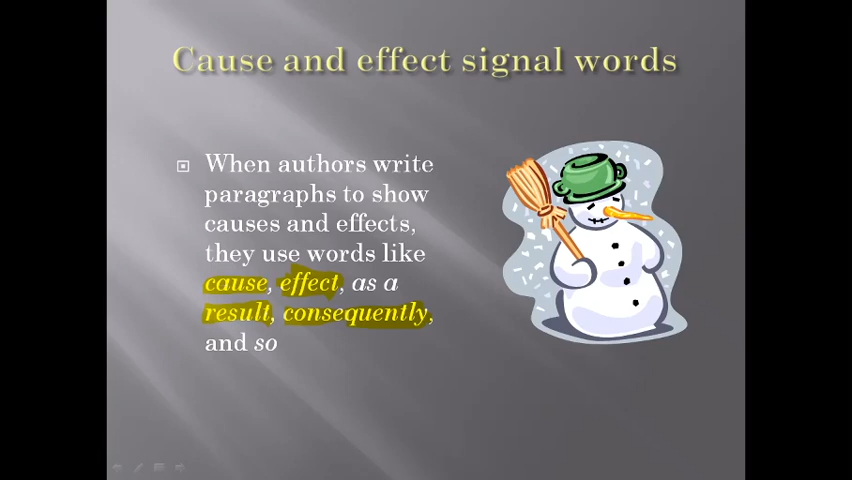 Cause and effect signal words
When authors write
paragraphs to show
causes and effects,
they use words like
cause, effect, as a
result, consequently,
and so